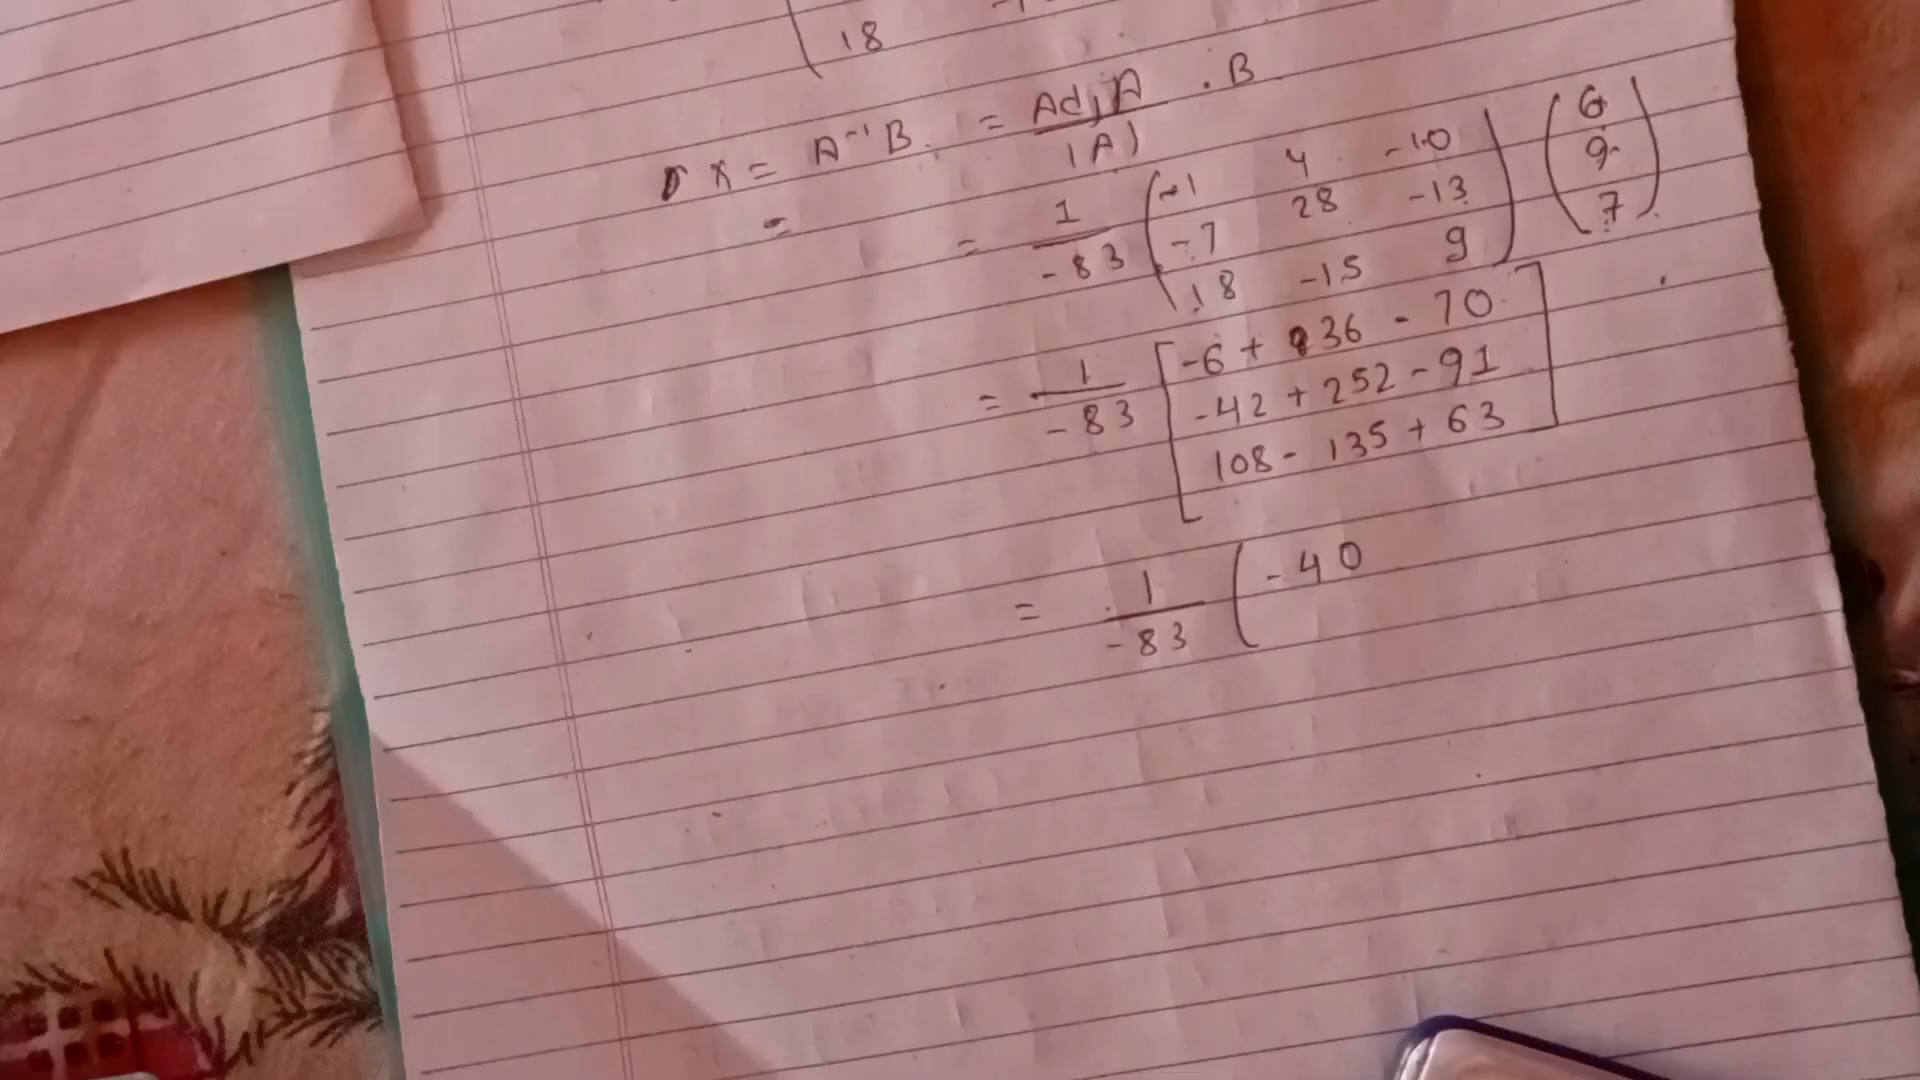 18
X = A⁻¹B = AdjA/|A| . B
=
= 1/-83 (-1 4 -10 (6
-7 28 -13 9
18 -15 9) 7)
= 1/-83 [-6 + 36 - 70
-42 + 252 - 91
108 - 135 + 63]
= 1/-83 ( -40